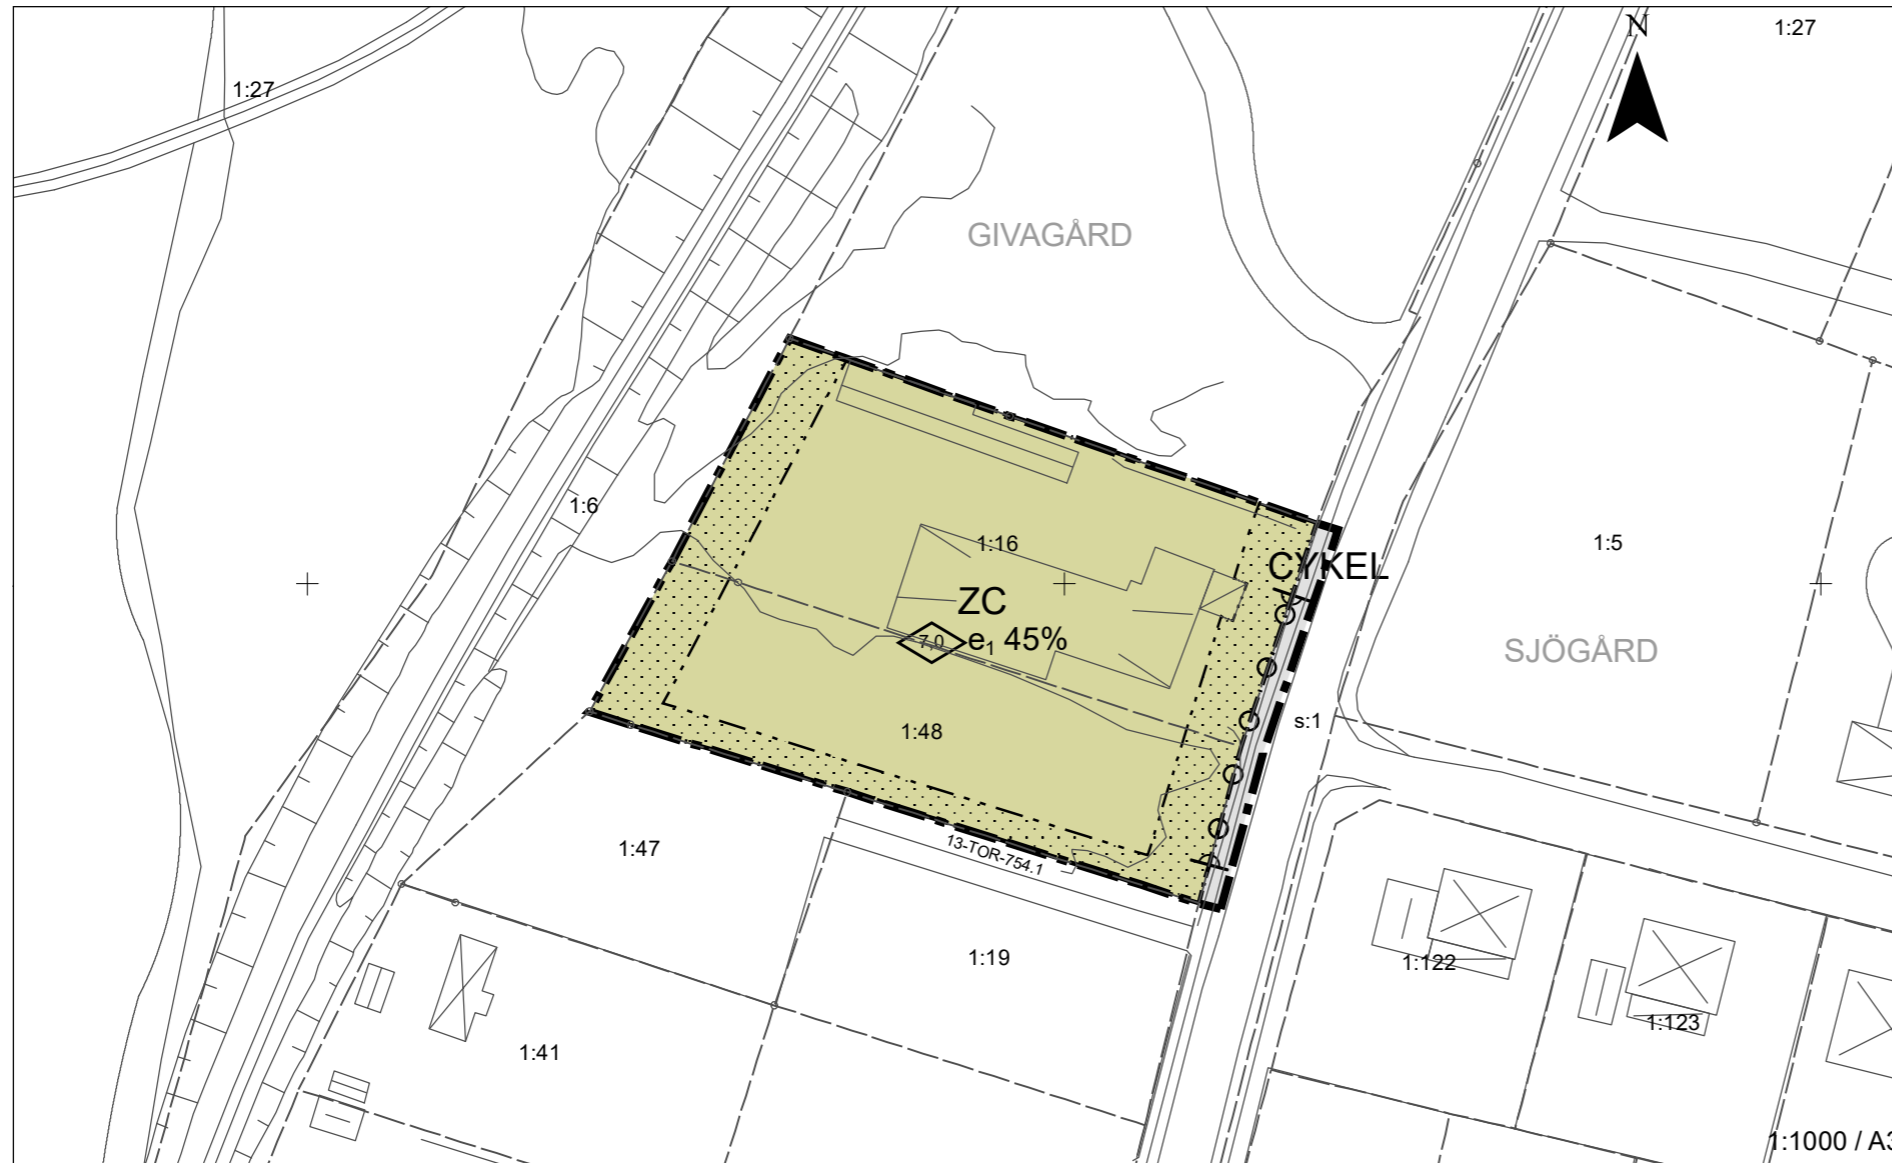 N
1:27
1:27
GIVAGÅRD
1:6
1:16
CYKEL
1:5
ZC
7,0
e₁ 45%
SJÖGÅRD
s:1
1:48
1:47
13-TOR-754.1
1:19
1:122
1:123
1:41
1:1000 / A3